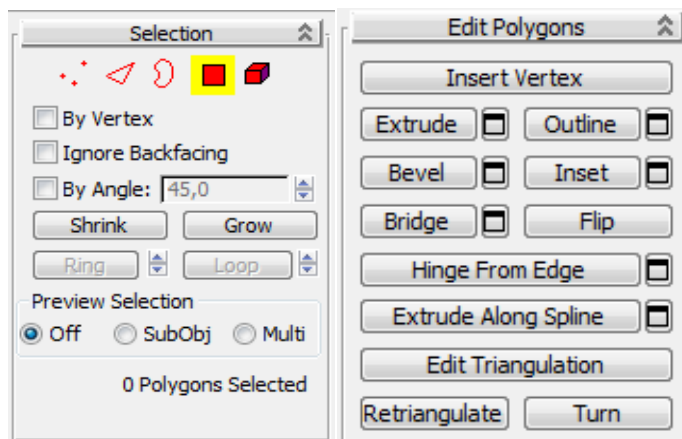 Selection
By Vertex
Ignore Backfacing
By Angle: 45,0
Shrink Grow
Ring Loop
Preview Selection
Off SubObj Multi
0 Polygons Selected
Edit Polygons
Insert Vertex
Extrude Outline
Bevel Inset
Bridge Flip
Hinge From Edge
Extrude Along Spline
Edit Triangulation
Retriangulate Turn